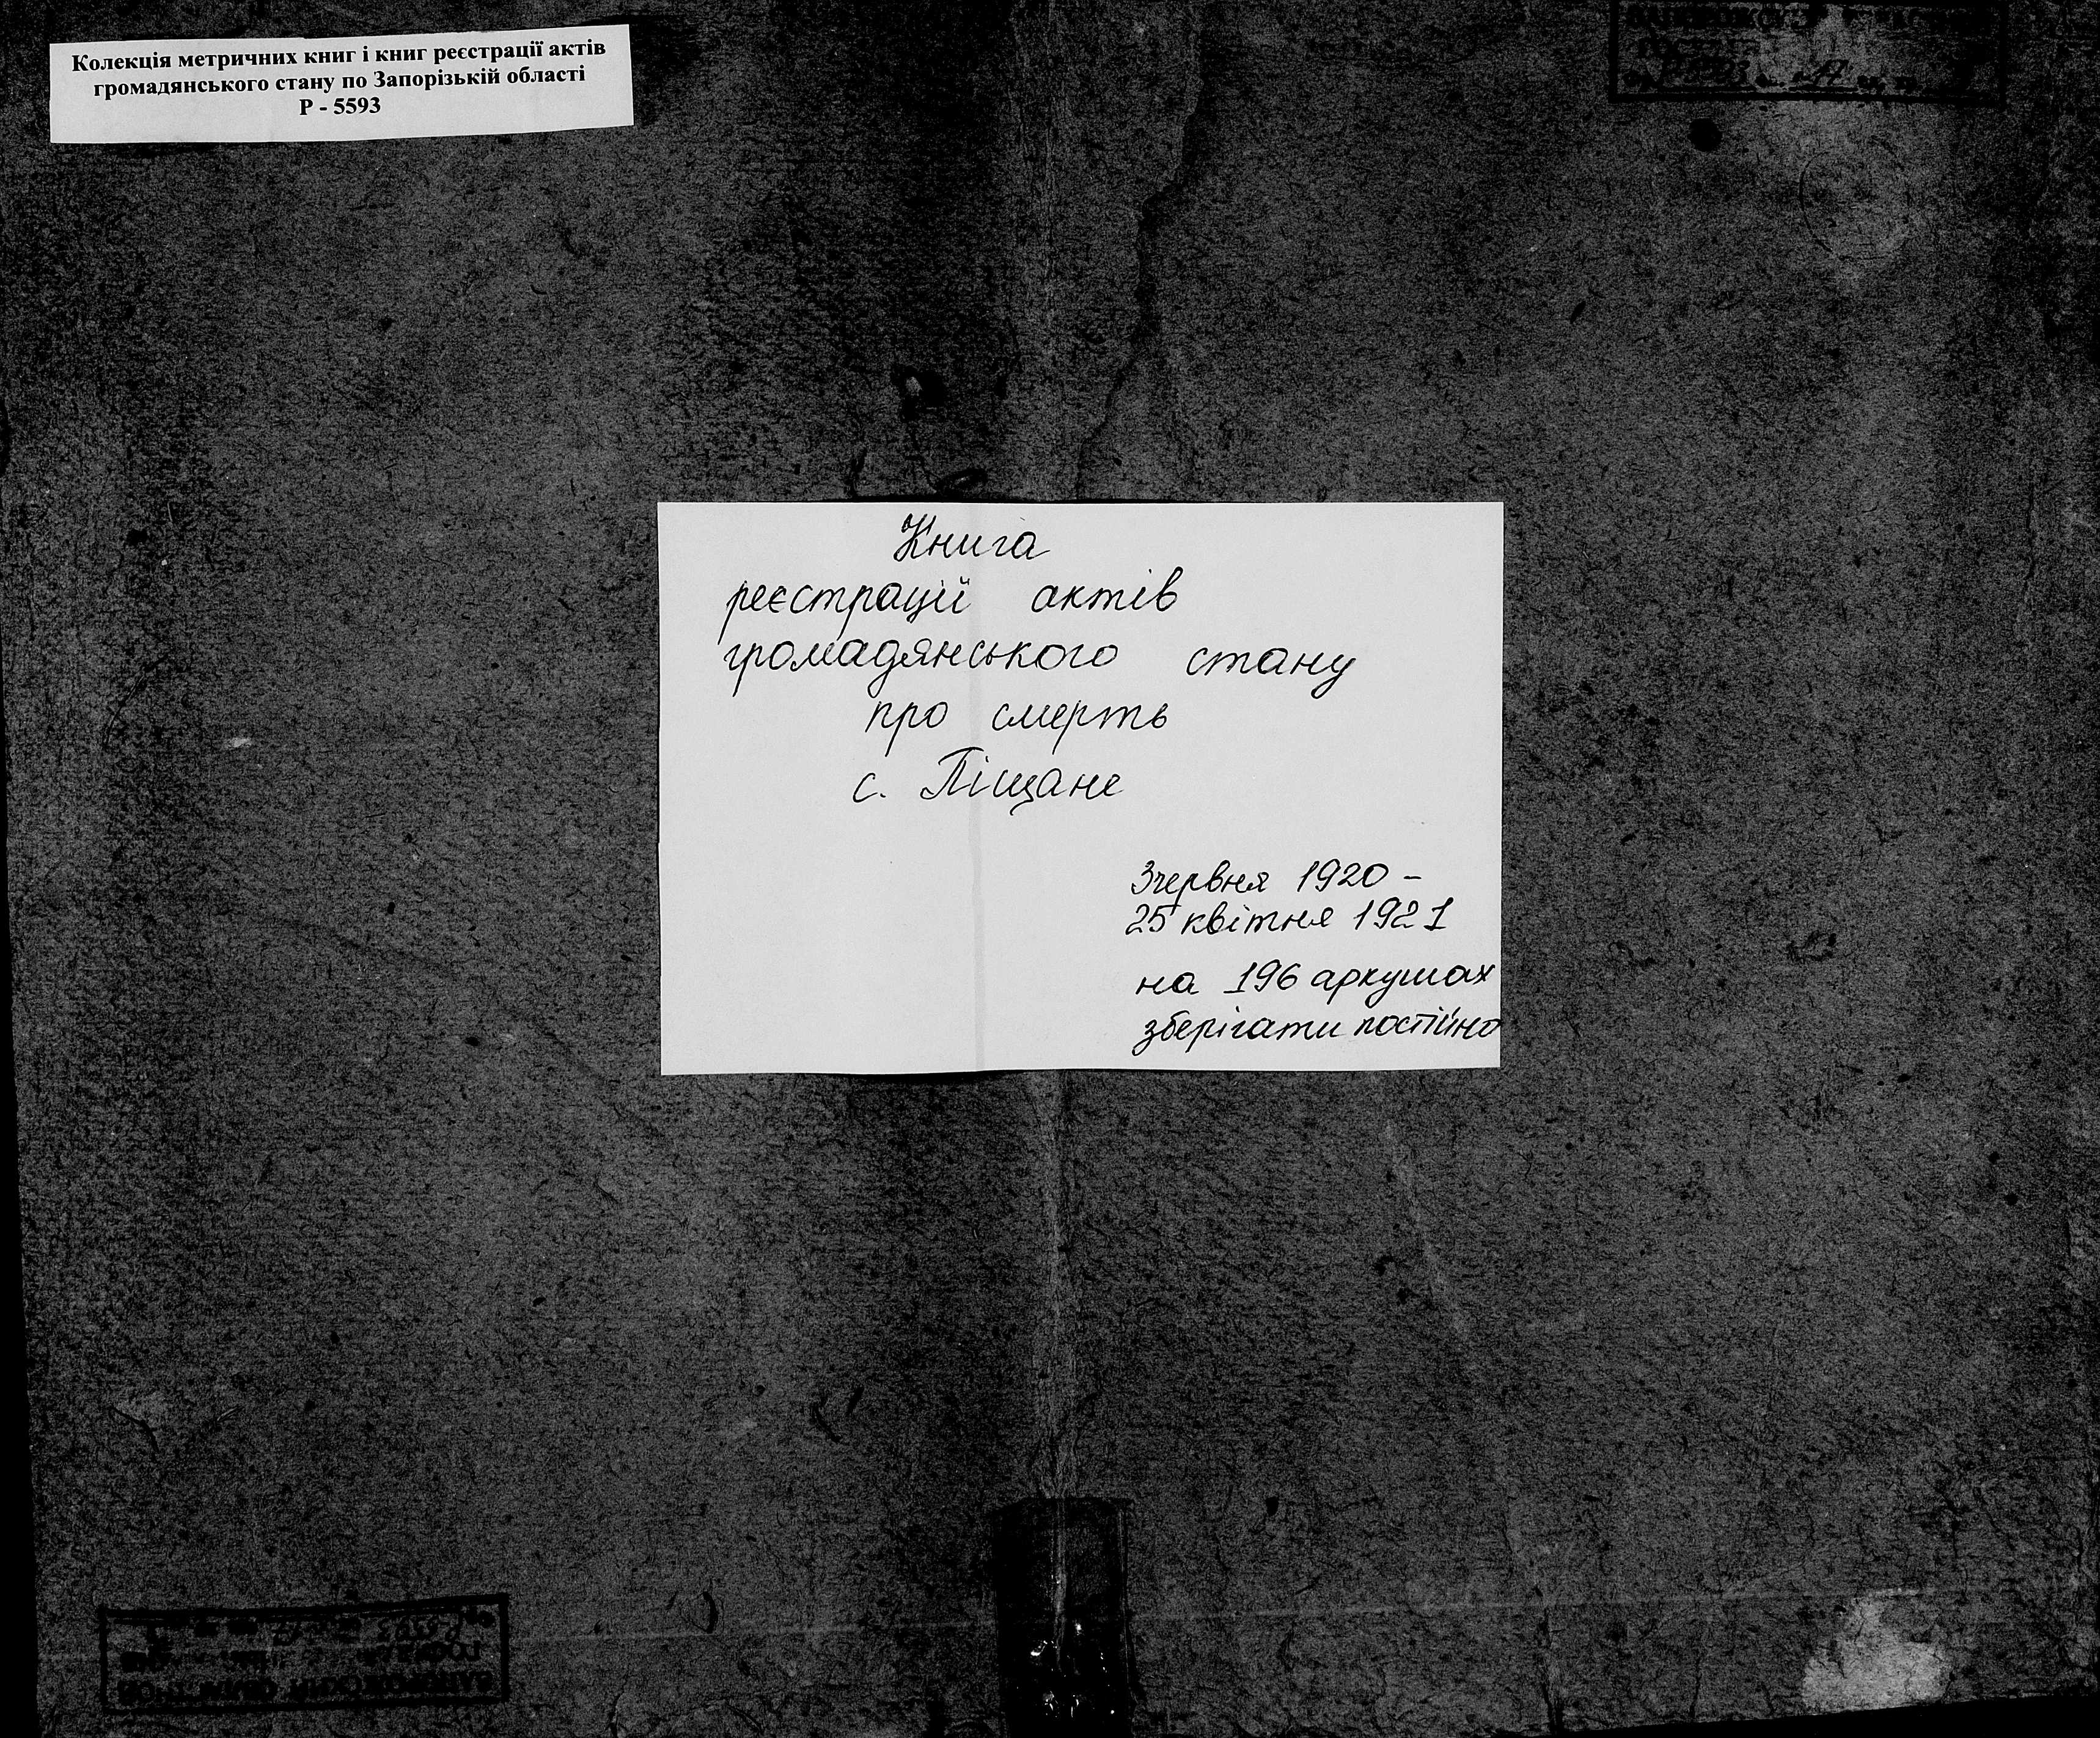 Колекція метричних книг і книг реєстрації актів
громадянського стану по Запорізькій області
Р - 5593
Книга
реєстрації актів
громадянського стану
про смерть
с. Піщане
3 червня 1920 –
25 квітня 1921
на 196 аркушах
зберігати постійно